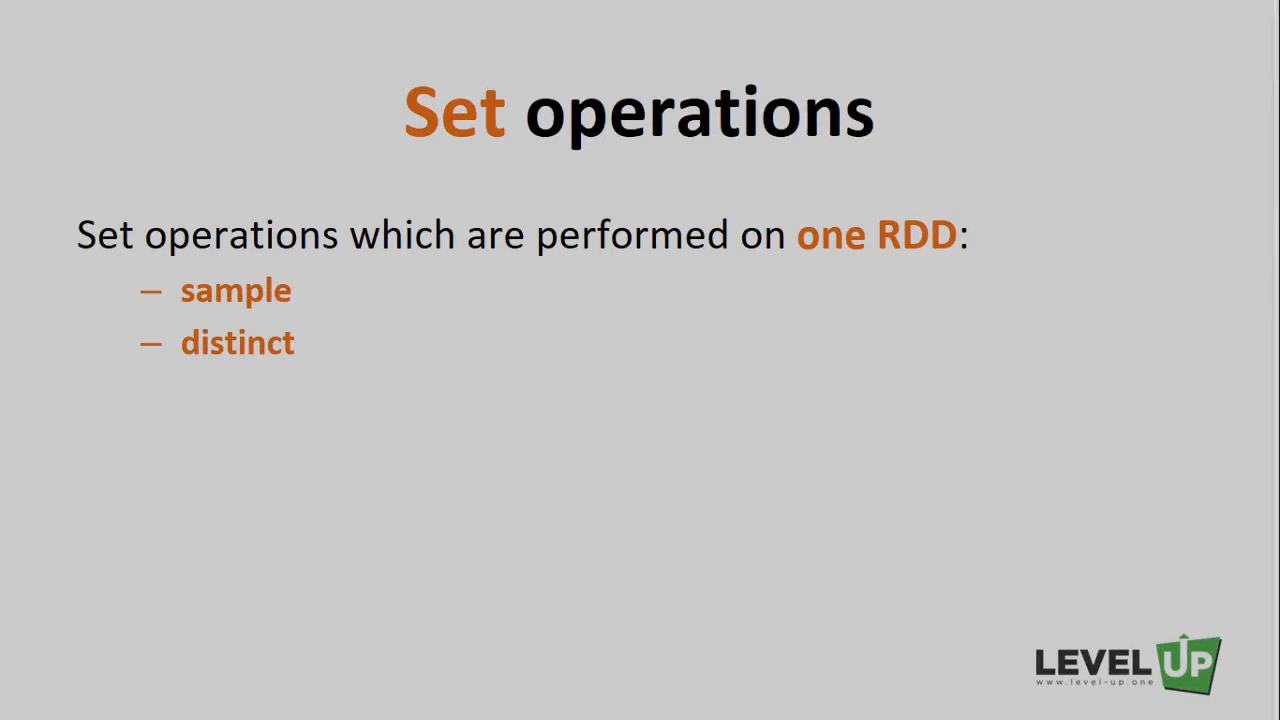 Set operations
Set operations which are performed on one RDD:
– sample
– distinct
LEVEL UP
www.level-up.one